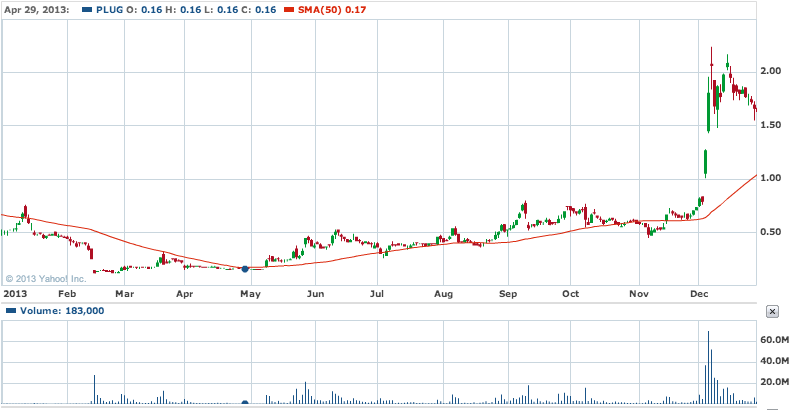 Apr 29, 2013: PLUG O: 0.16 H: 0.16 L: 0.16 C: 0.16 SMA(50) 0.17
2.00
1.50
1.00
0.50
© 2013 Yahoo! Inc.
2013 Feb Mar Apr May Jun Jul Aug Sep Oct Nov Dec
Volume: 183,000
60.0M
40.0M
20.0M